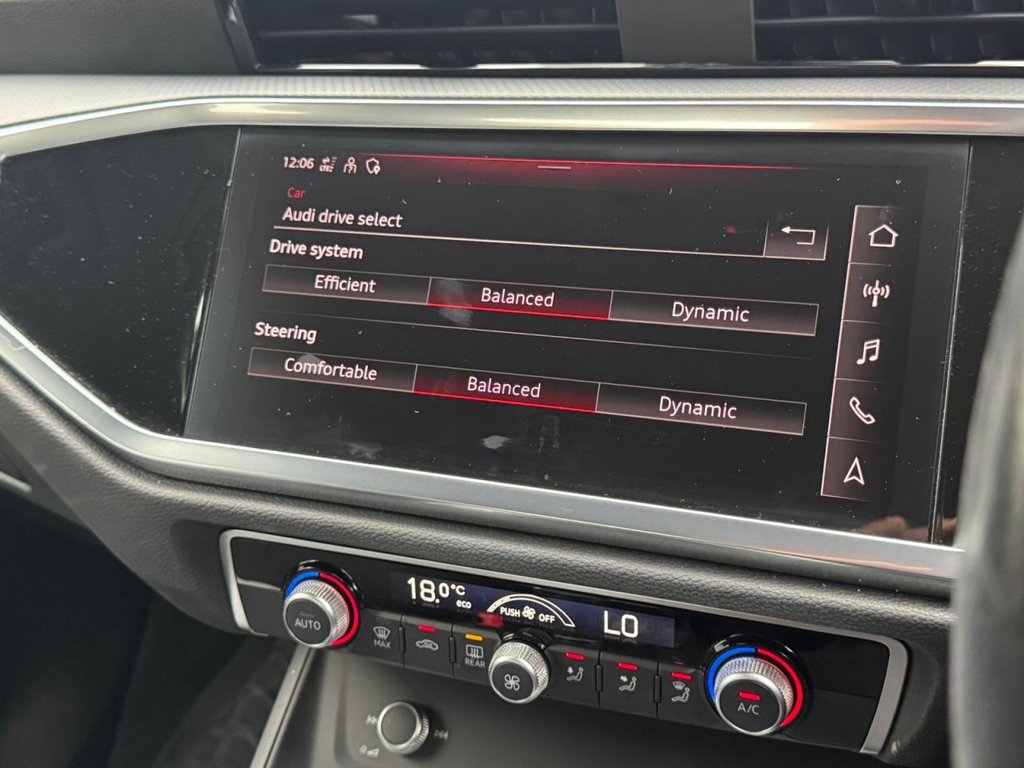 12:06
Car
Audi drive select
Drive system
Efficient Balanced Dynamic
Steering
Comfortable Balanced Dynamic
18.0°C eco PUSH OFF LO
AUTO MAX REAR A/C